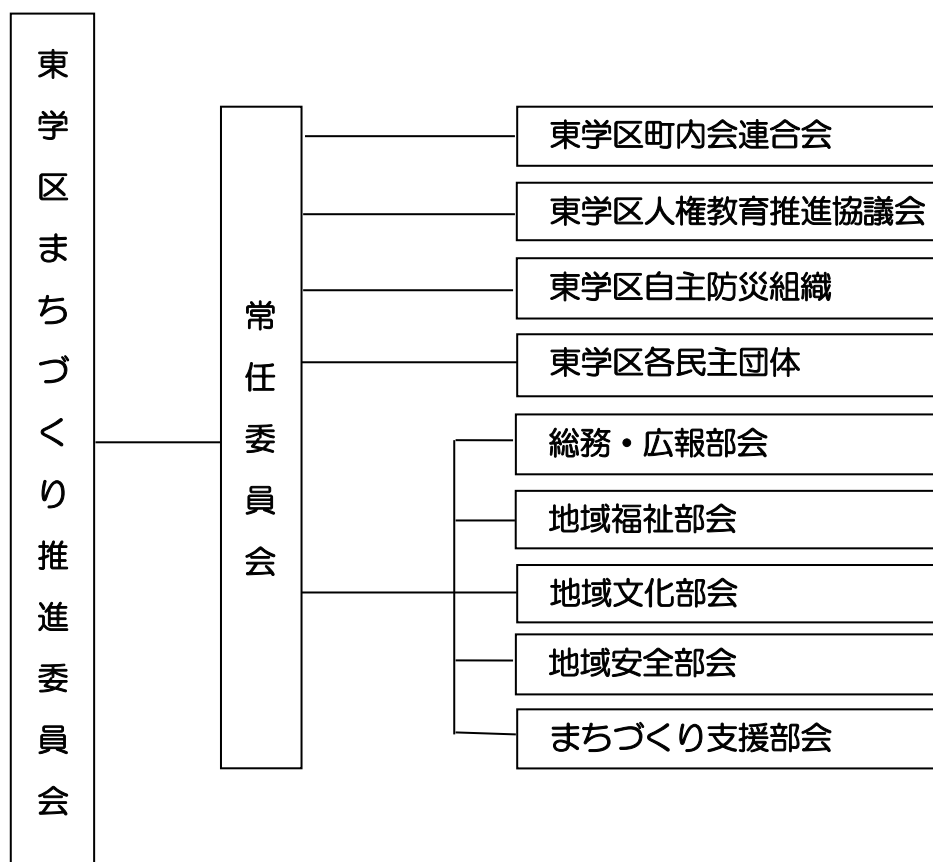 東学区まちづくり推進委員会
常任委員会
東学区町内会連合会
東学区人権教育推進協議会
東学区自主防災組織
東学区各民主団体
総務・広報部会
地域福祉部会
地域文化部会
地域安全部会
まちづくり支援部会